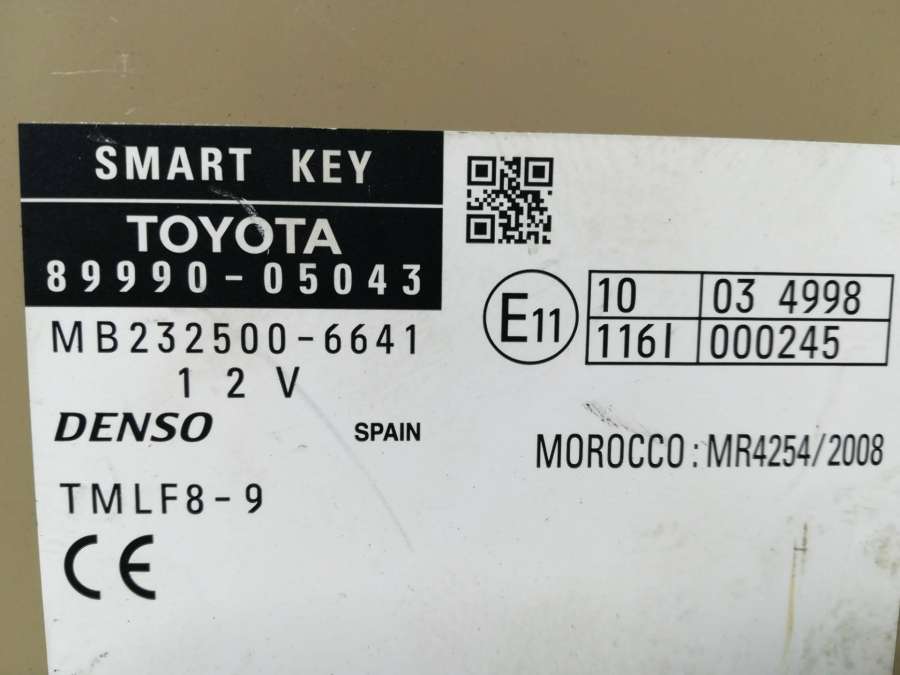 SMART KEY
TOYOTA
89990-05043
MB232500-6641
12V
DENSO SPAIN
TMLF8-9
CE
E11
10 03 4998
116I 000245
MOROCCO : MR4254/2008